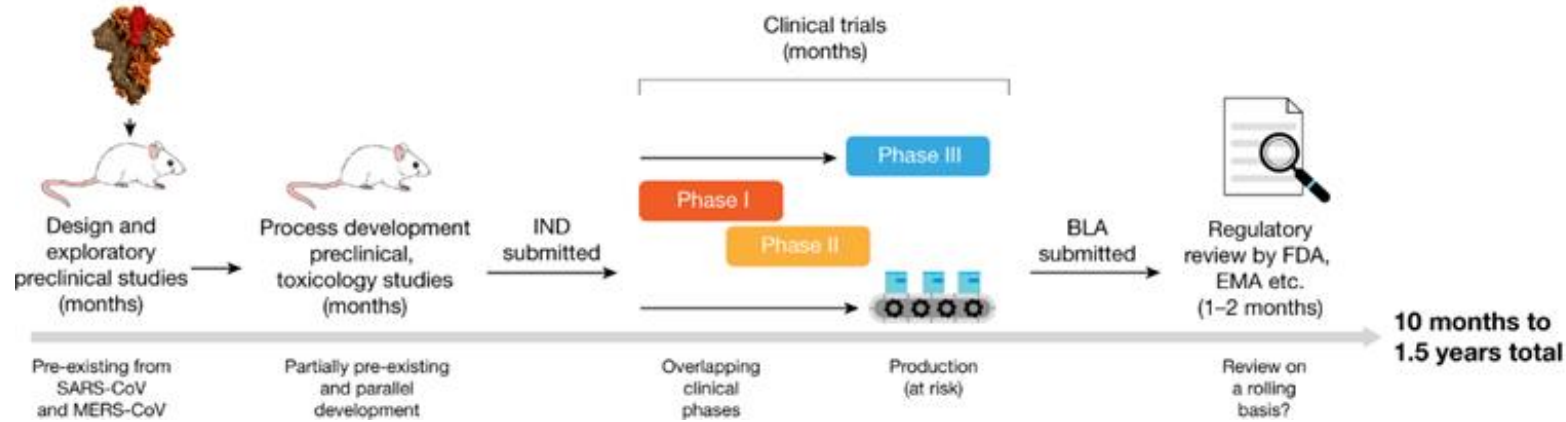 Clinical trials
(months)
Design and
exploratory
preclinical studies
(months)
Process development
preclinical,
toxicology studies
(months)
IND
submitted
Phase III
Phase I
Phase II
BLA
submitted
Regulatory
review by FDA,
EMA etc.
(1–2 months)
10 months to
1.5 years total
Pre-existing from
SARS-CoV
and MERS-CoV
Partially pre-existing
and parallel
development
Overlapping
clinical
phases
Production
(at risk)
Review on
a rolling
basis?